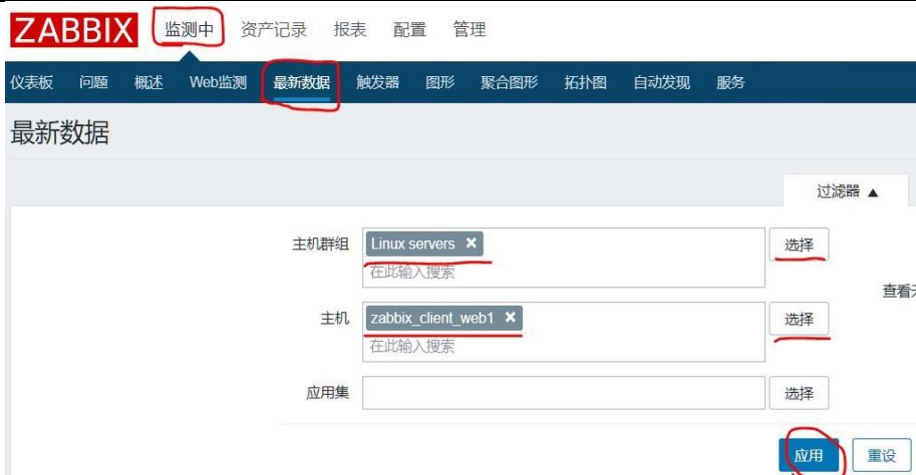 ZABBIX 监测中 资产记录 报表 配置 管理
仪表板 问题 概述 Web监测 最新数据 触发器 图形 聚合图形 拓扑图 自动发现 服务
最新数据
过滤器 ▲
主机群组 Linux servers × 选择
在此输入搜索
查看
主机 zabbix_client_web1 × 选择
在此输入搜索
应用集 选择
应用 重设